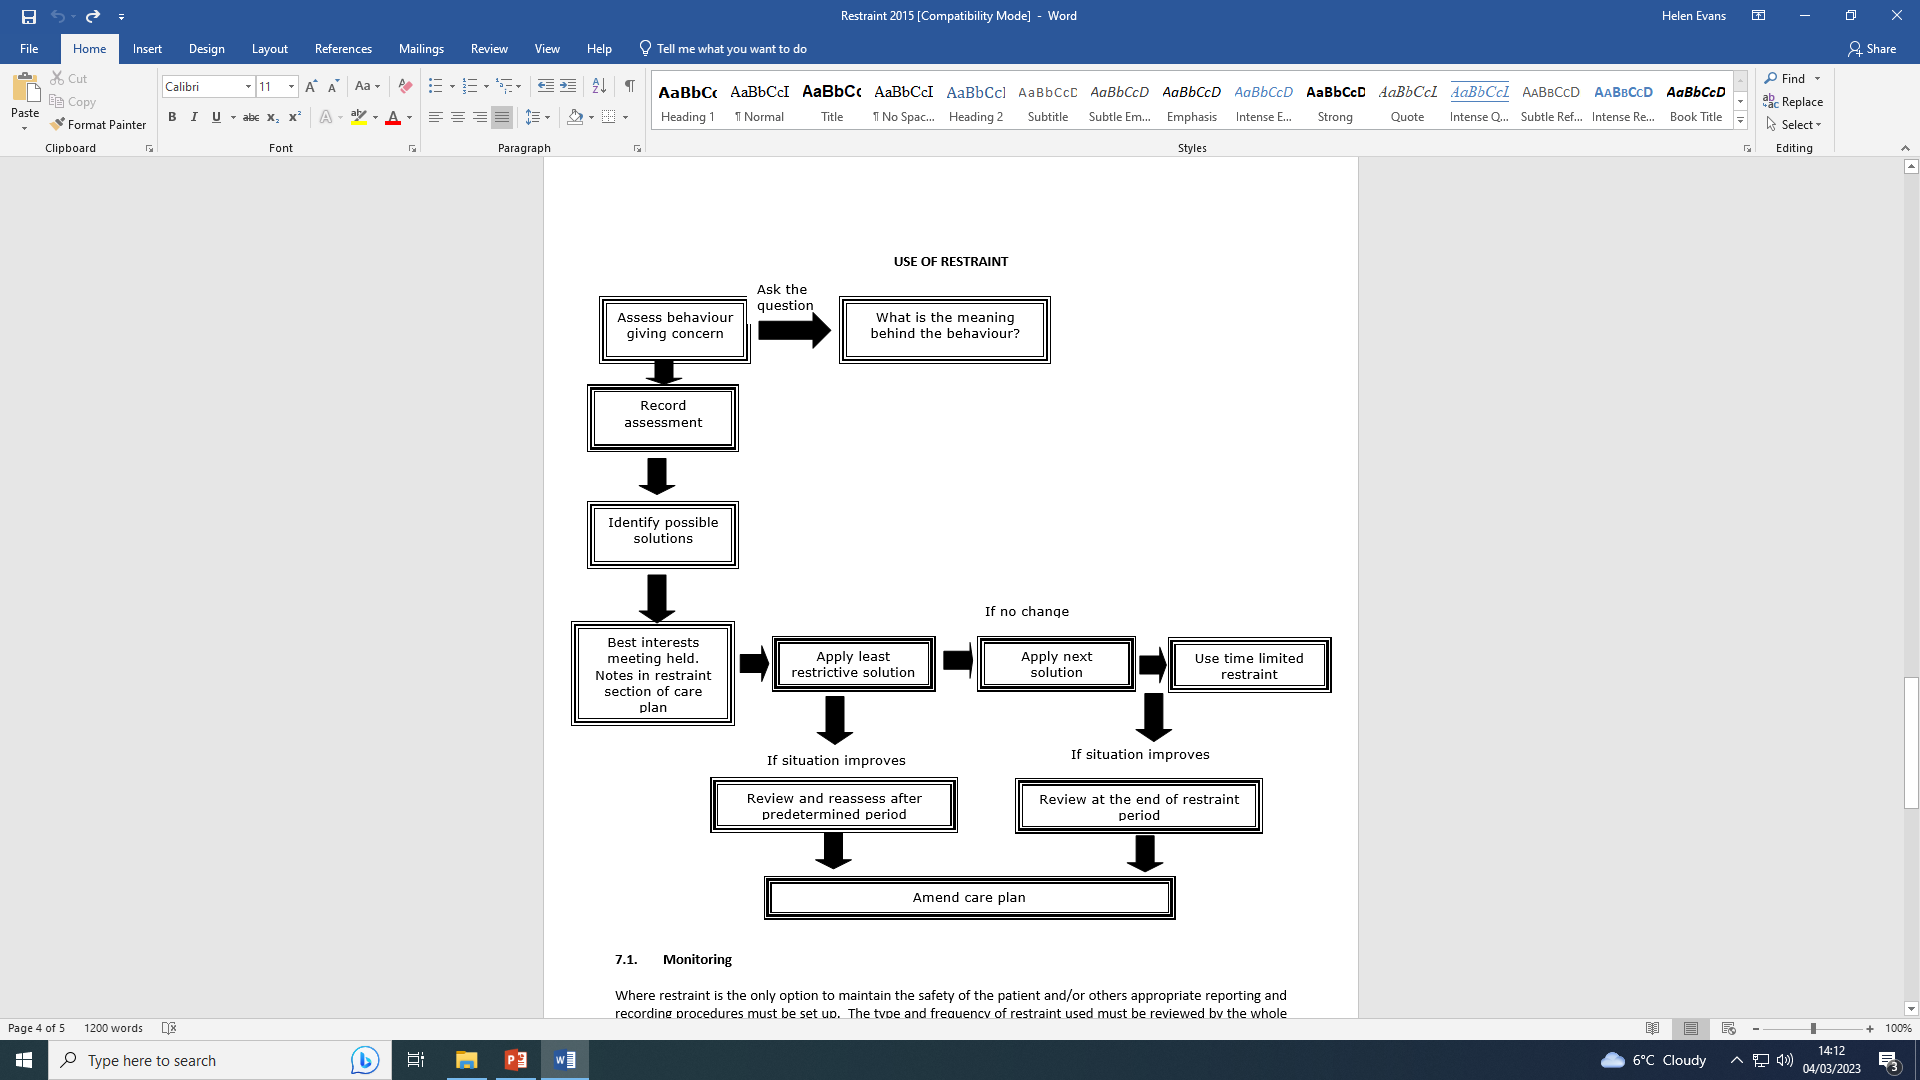 Restraint 2015 [Compatibility Mode] - Word
Helen Evans
File Home Insert Design Layout References Mailings Review View Help Tell me what you want to do
Share
Paste
Cut
Copy
Format Painter
Clipboard
Calibri 11
Font
Paragraph
AaBbCc AaBbCcI AaBbCc AaBbCcI AaBbCcI AaBbCcD AaBbCcD AaBbCcD AaBbCcD AaBbCcD AaBbCcL AaBbCcL AABBCCD AABBCCD AaBbCcD
Heading 1 ¶ Normal Title ¶ No Spac... Heading 2 Subtitle Subtle Em... Emphasis Intense E... Strong Quote Intense Q... Subtle Ref... Intense Re... Book Title
Styles
Find
Replace
Select
Editing
USE OF RESTRAINT
Ask the
question
Assess behaviour
giving concern
What is the meaning
behind the behaviour?
Record
assessment
Identify possible
solutions
If no change
Best interests
meeting held.
Notes in restraint
section of care
plan
Apply least
restrictive solution
Apply next
solution
Use time limited
restraint
If situation improves
If situation improves
Review and reassess after
predetermined period
Review at the end of restraint
period
Amend care plan
7.1. Monitoring
Where restraint is the only option to maintain the safety of the patient and/or others appropriate reporting and
recording procedures must be set up. The type and frequency of restraint used must be reviewed by the whole
Page 4 of 5 1200 words
100%
Type here to search
6°C Cloudy
14:12
04/03/2023
3